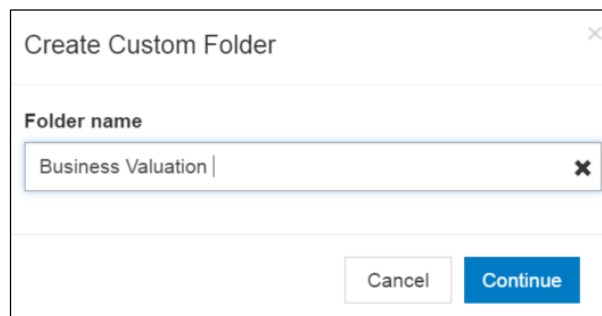 Create Custom Folder
Folder name
Business Valuation
Cancel Continue